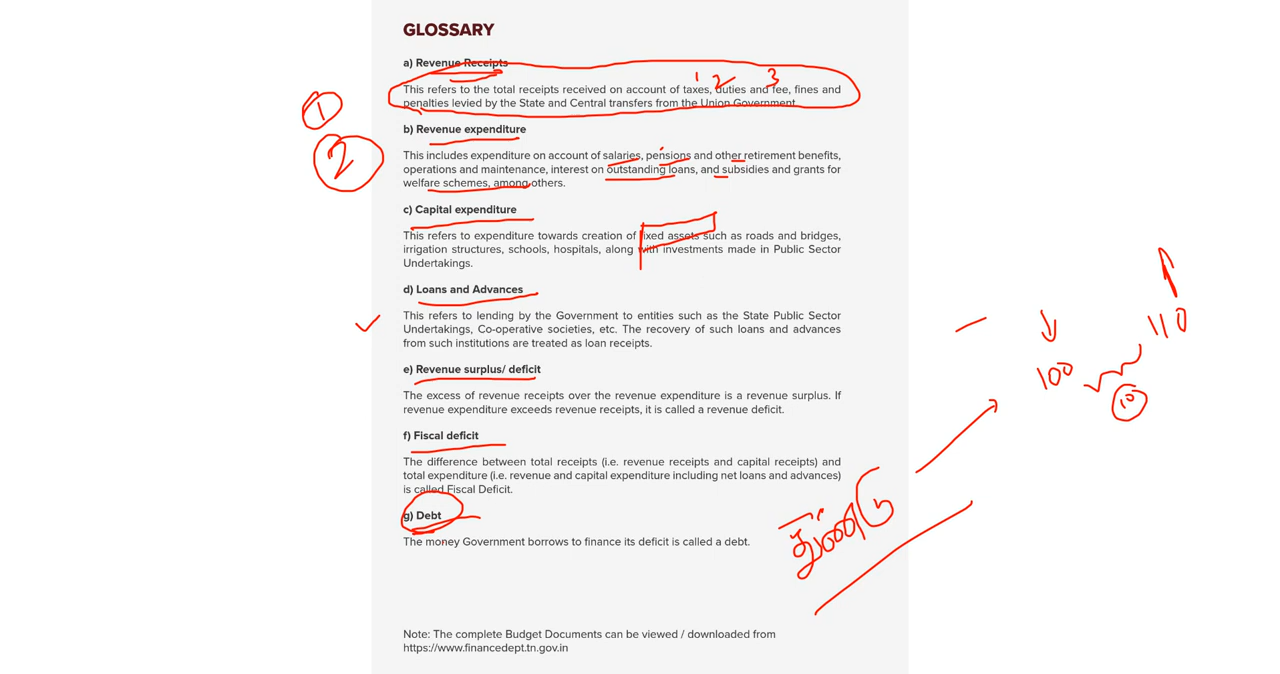 GLOSSARY
a) Revenue Receipts
1 2 3
This refers to the total receipts received on account of taxes, duties and fee, fines and
penalties levied by the State and Central transfers from the Union Government.
1
b) Revenue expenditure
2
This includes expenditure on account of salaries, pensions and other retirement benefits,
operations and maintenance, interest on outstanding loans, and subsidies and grants for
welfare schemes, among others.
c) Capital expenditure
This refers to expenditure towards creation of fixed assets such as roads and bridges,
irrigation structures, schools, hospitals, along with investments made in Public Sector
Undertakings.
d) Loans and Advances
This refers to lending by the Government to entities such as the State Public Sector
Undertakings, Co-operative societies, etc. The recovery of such loans and advances
from such institutions are treated as loan receipts.
110
100
10
e) Revenue surplus/ deficit
The excess of revenue receipts over the revenue expenditure is a revenue surplus. If
revenue expenditure exceeds revenue receipts, it is called a revenue deficit.
f) Fiscal deficit
The difference between total receipts (i.e. revenue receipts and capital receipts) and
total expenditure (i.e. revenue and capital expenditure including net loans and advances)
is called Fiscal Deficit.
g) Debt
The money Government borrows to finance its deficit is called a debt.
Note: The complete Budget Documents can be viewed / downloaded from
https://www.financedept.tn.gov.in